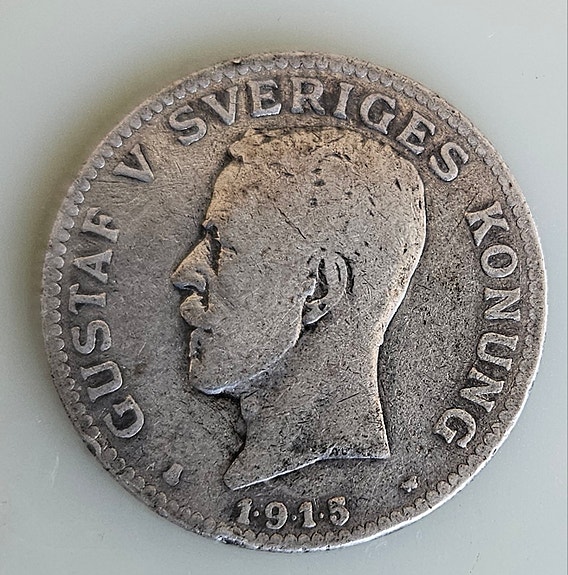 GUSTAF V SVERIGES KONUNG
1·9·1·5